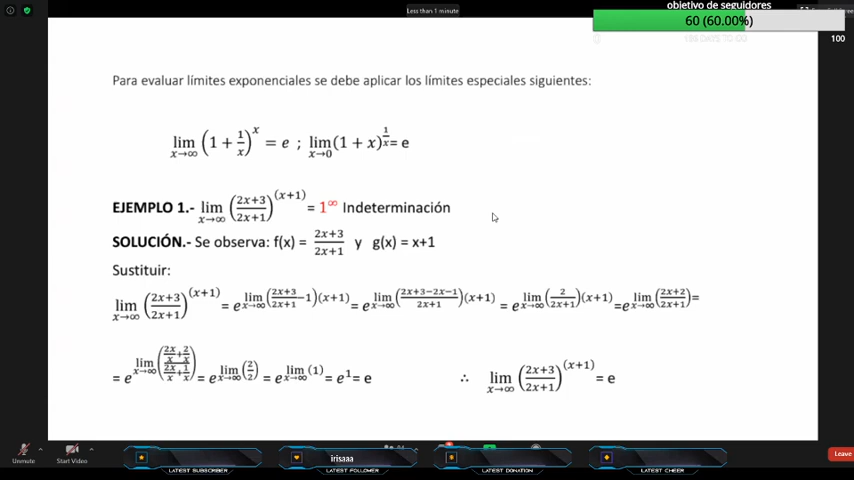 Less than 1 minute
objetivo de seguidores
60 (60.00%)
0
186 DAYS TO GO
100
Para evaluar límites exponenciales se debe aplicar los límites especiales siguientes:
lim x→∞ (1 + 1/x)^x = e ; lim x→0 (1 + x)^(1/x) = e
EJEMPLO 1.- lim x→∞ ((2x+3)/(2x+1))^(x+1) = 1^∞ Indeterminación
SOLUCIÓN.- Se observa: f(x) = (2x+3)/(2x+1) y g(x) = x+1
Sustituir:
lim x→∞ ((2x+3)/(2x+1))^(x+1) = e^(lim x→∞ ((2x+3)/(2x+1) −1)(x+1)) = e^(lim x→∞ ((2x+3−2x−1)/(2x+1))(x+1)) = e^(lim x→∞ (2/(2x+1))(x+1)) = e^(lim x→∞ ((2x+2)/(2x+1))) =
= e^(lim x→∞ ((2x/x + 2/x)/(2x/x + 1/x))) = e^(lim x→∞ (2/2)) = e^(lim x→∞ (1)) = e^1 = e ∴ lim x→∞ ((2x+3)/(2x+1))^(x+1) = e
Unmute
Start Video
irisaaa
Leave
LATEST SUBSCRIBER
LATEST FOLLOWER
LATEST DONATION
LATEST CHEER